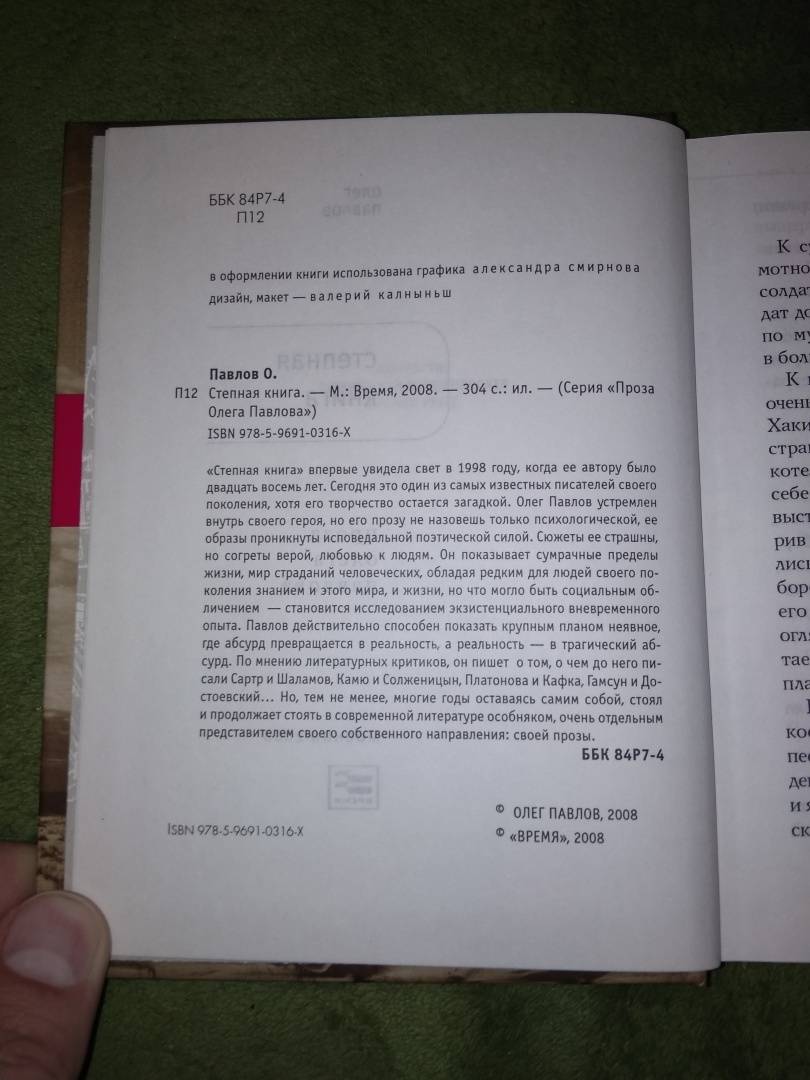 ББК 84Р7-4
П12
в оформлении книги использована графика александра смирнова
дизайн, макет — валерий калныньш
Павлов О.
П12 Степная книга. — М.: Время, 2008. — 304 с.: ил. — (Серия «Проза
Олега Павлова»)
ISBN 978-5-9691-0316-X
«Степная книга» впервые увидела свет в 1998 году, когда ее автору было
двадцать восемь лет. Сегодня это один из самых известных писателей своего
поколения, хотя его творчество остается загадкой. Олег Павлов устремлен
внутрь своего героя, но его прозу не назовешь только психологической, ее
образы проникнуты исповедальной поэтической силой. Сюжеты ее страшны,
но согреты верой, любовью к людям. Он показывает сумрачные пределы
жизни, мир страданий человеческих, обладая редким для людей своего по-
коления знанием и этого мира, и жизни, но что могло быть социальным об-
личением — становится исследованием экзистенциального вневременного
опыта. Павлов действительно способен показать крупным планом неявное,
где абсурд превращается в реальность, а реальность — в трагический аб-
сурд. По мнению литературных критиков, он пишет о том, о чем до него пи-
сали Сартр и Шаламов, Камю и Солженицын, Платонова и Кафка, Гамсун и До-
стоевский... Но, тем не менее, многие годы оставаясь самим собой, стоял
и продолжает стоять в современной литературе особняком, очень отдельным
представителем своего собственного направления: своей прозы.
ББК 84Р7-4
ISBN 978-5-9691-0316-X
© ОЛЕГ ПАВЛОВ, 2008
© «ВРЕМЯ», 2008
К
мотно
солдат
дат до
по
в бол
К
очень
Хаки
стра
коте
себе
выст
рив
лис
бор
его
огл
тае
пла
кос
пес
ден
и я
ск